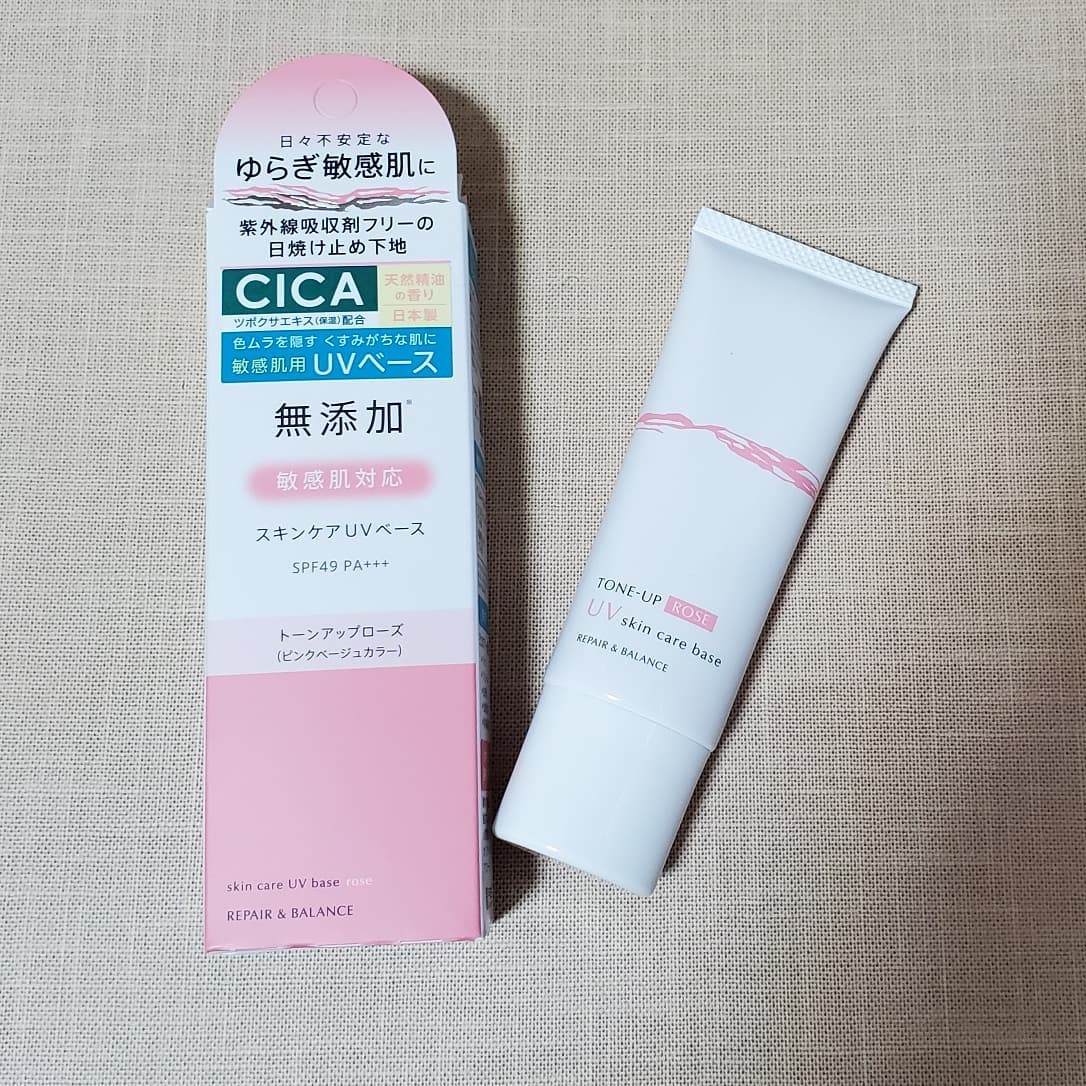 日々不安定な
ゆらぎ敏感肌に
紫外線吸収剤フリーの
日焼け止め下地
CICA
ツボクサエキス(保湿)配合
天然精油
の香り
日本製
色ムラを隠す くすみがちな肌に
敏感肌用 UVベース
無添加※
敏感肌対応
スキンケアUVベース
SPF49 PA+++
トーンアップローズ
(ピンクベージュカラー)
skin care UV base rose
REPAIR & BALANCE
TONE-UP ROSE
UV skin care base
REPAIR & BALANCE